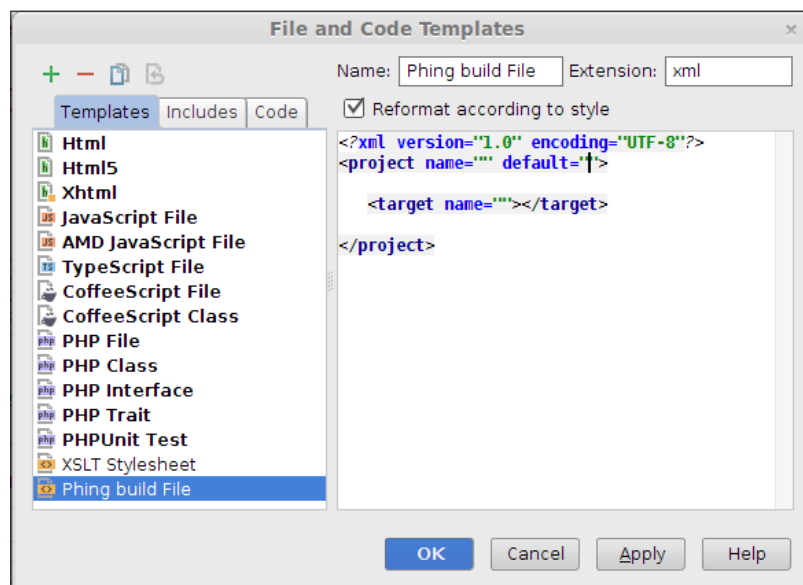 File and Code Templates
Name: Phing build File Extension: xml
Templates Includes Code
Reformat according to style
Html
Html5
Xhtml
JavaScript File
AMD JavaScript File
TypeScript File
CoffeeScript File
CoffeeScript Class
PHP File
PHP Class
PHP Interface
PHP Trait
PHPUnit Test
XSLT Stylesheet
Phing build File
<?xml version="1.0" encoding="UTF-8"?>
<project name="" default="">
<target name=""></target>
</project>
OK Cancel Apply Help